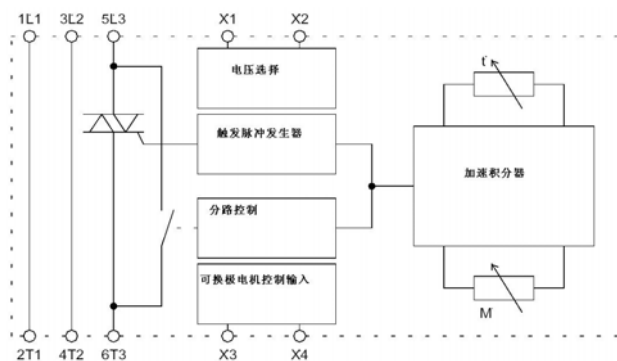 1L1 3L2 5L3 X1 X2
电压选择
t
触发脉冲发生器
加速积分器
分路控制
可换极电机控制输入
M
2T1 4T2 6T3 X3 X4